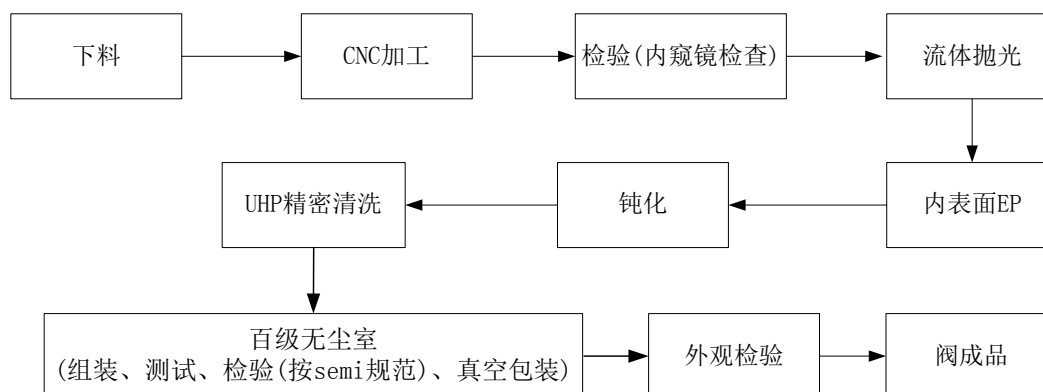 下料
CNC加工
检验(内窥镜检查)
流体抛光
内表面EP
钝化
UHP精密清洗
百级无尘室
(组装、测试、检验(按semi规范)、真空包装)
外观检验
阀成品